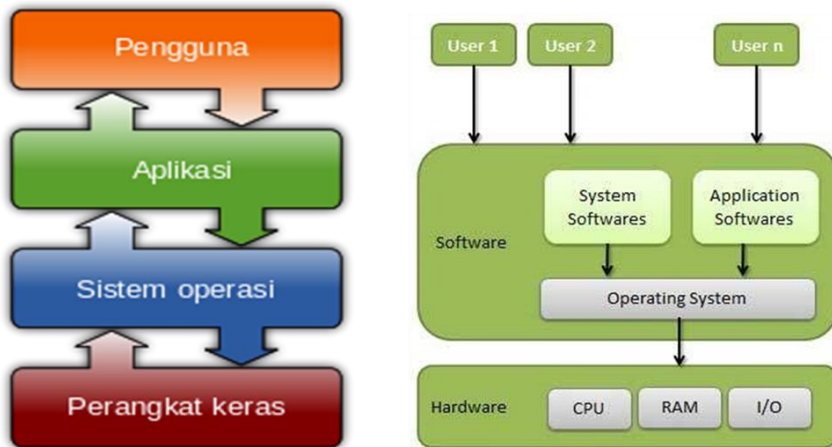 Pengguna
Aplikasi
Sistem operasi
Perangkat keras
User 1
User 2
User n
System
Softwares
Application
Softwares
Software
Operating System
Hardware
CPU
RAM
I/O